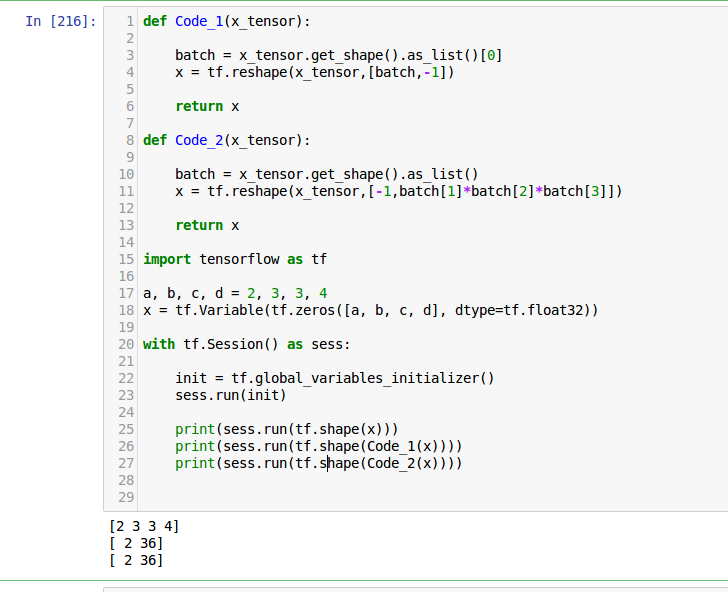 In [216]:
1 def Code_1(x_tensor):
2
3     batch = x_tensor.get_shape().as_list()[0]
4     x = tf.reshape(x_tensor,[batch,-1])
5
6     return x
7
8 def Code_2(x_tensor):
9
10     batch = x_tensor.get_shape().as_list()
11     x = tf.reshape(x_tensor,[-1,batch[1]*batch[2]*batch[3]])
12
13     return x
14
15 import tensorflow as tf
16
17 a, b, c, d = 2, 3, 3, 4
18 x = tf.Variable(tf.zeros([a, b, c, d], dtype=tf.float32))
19
20 with tf.Session() as sess:
21
22     init = tf.global_variables_initializer()
23     sess.run(init)
24
25     print(sess.run(tf.shape(x)))
26     print(sess.run(tf.shape(Code_1(x))))
27     print(sess.run(tf.shape(Code_2(x))))
28
29
[2 3 3 4]
[ 2 36]
[ 2 36]